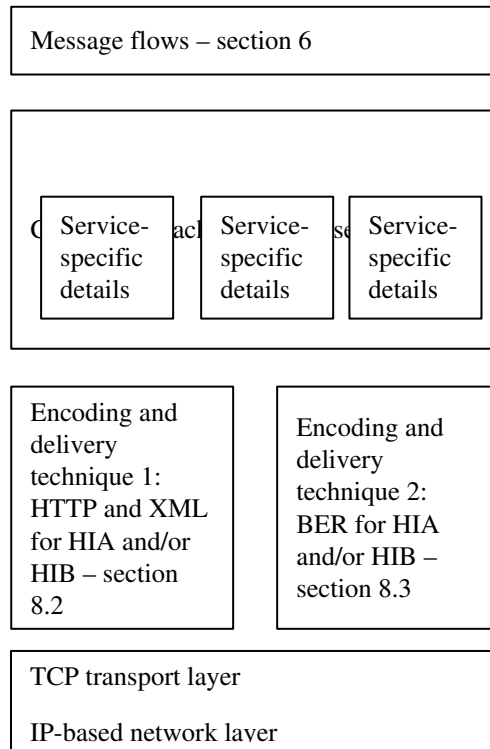 Message flows – section 6
Service-
specific
details
Service-
specific
details
Service-
specific
details
Encoding and
delivery
technique 1:
HTTP and XML
for HIA and/or
HIB – section
8.2
Encoding and
delivery
technique 2:
BER for HIA
and/or HIB –
section 8.3
TCP transport layer
IP-based network layer